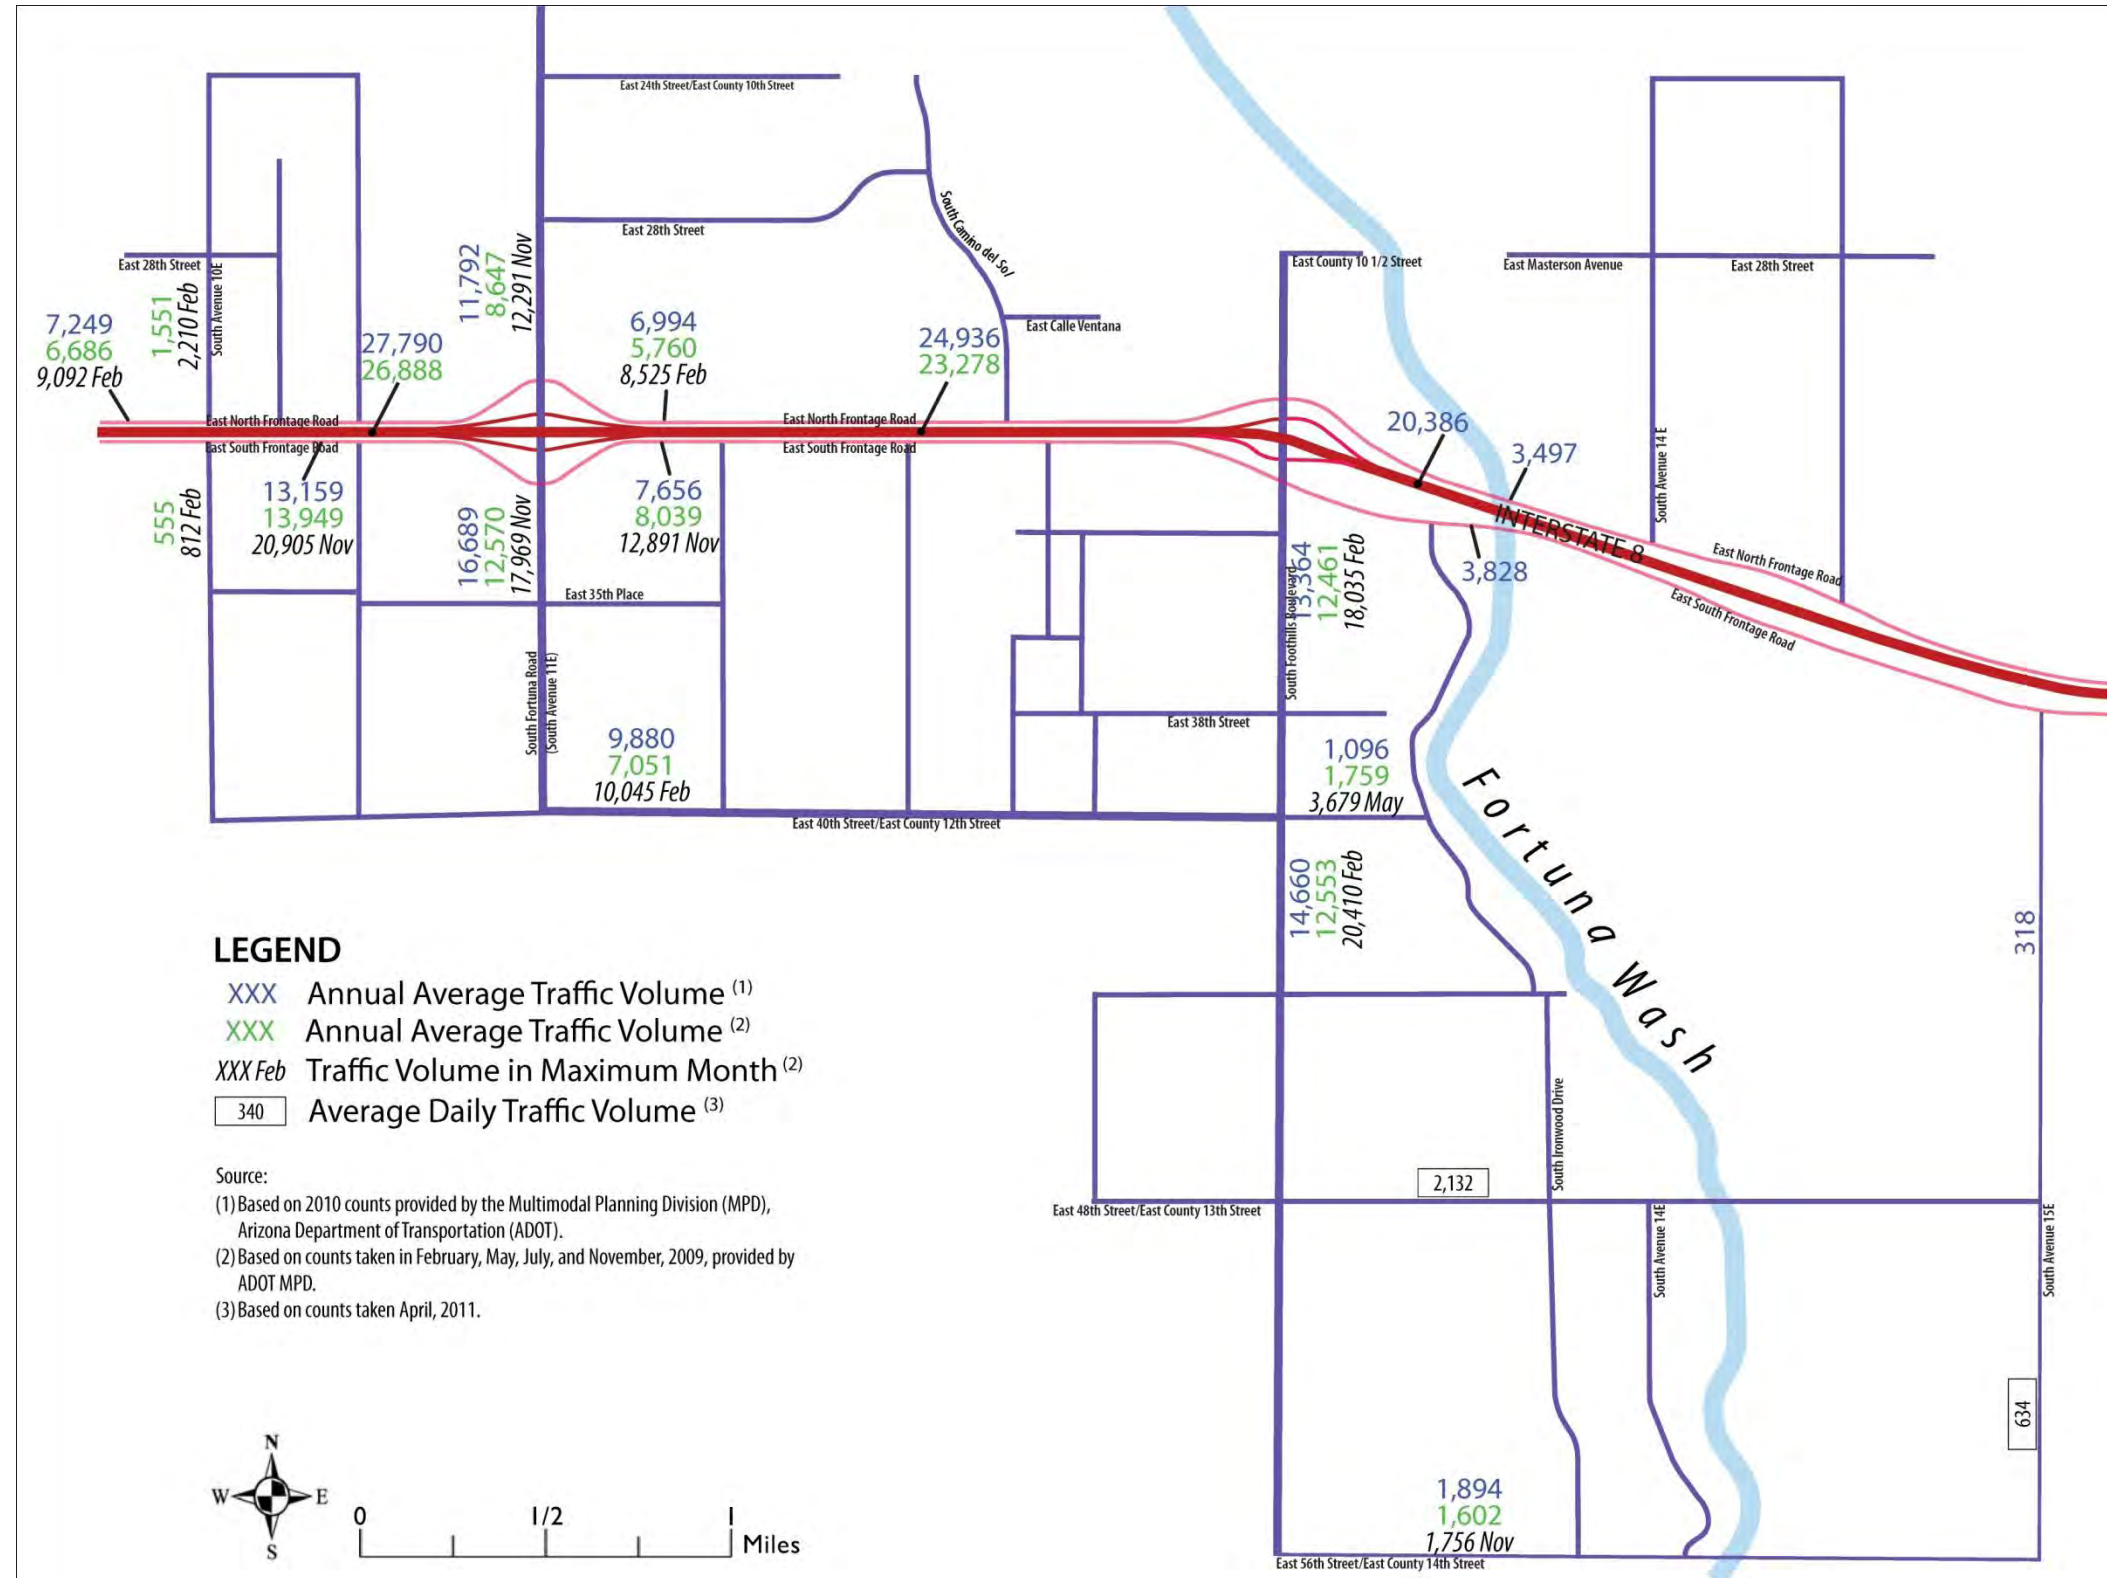 East 24th Street/East County 10th Street
South Camino del Sol
East 28th Street
East 28th Street
South Avenue 10E
1,551
2,210 Feb
11,792
8,647
12,291 Nov
East County 10 1/2 Street
East Masterson Avenue
East 28th Street
East Calle Ventana
7,249
6,686
9,092 Feb
27,790
26,888
6,994
5,760
8,525 Feb
24,936
23,278
East North Frontage Road
East South Frontage Road
East North Frontage Road
East South Frontage Road
20,386
3,497
INTERSTATE 8
3,828
South Avenue 14 E
East North Frontage Road
East South Frontage Road
555
812 Feb
13,159
13,949
20,905 Nov
16,689
12,570
17,969 Nov
7,656
8,039
12,891 Nov
East 35th Place
13,364
12,461
18,035 Feb
South Foothills Boulevard
South Fortuna Road
(South Avenue 11E)
East 38th Street
9,880
7,051
10,045 Feb
1,096
1,759
3,679 May
East 40th Street/East County 12th Street
Fortuna Wash
14,660
12,553
20,410 Feb
318
LEGEND
XXX Annual Average Traffic Volume (1)
XXX Annual Average Traffic Volume (2)
XXX Feb Traffic Volume in Maximum Month (2)
340 Average Daily Traffic Volume (3)
Source:
(1) Based on 2010 counts provided by the Multimodal Planning Division (MPD),
Arizona Department of Transportation (ADOT).
(2) Based on counts taken in February, May, July, and November, 2009, provided by
ADOT MPD.
(3) Based on counts taken April, 2011.
South Ironwood Drive
2,132
East 48th Street/East County 13th Street
South Avenue 14E
South Avenue 15E
634
1,894
1,602
1,756 Nov
East 56th Street/East County 14th Street
N
W
E
S
0
1/2
1
Miles